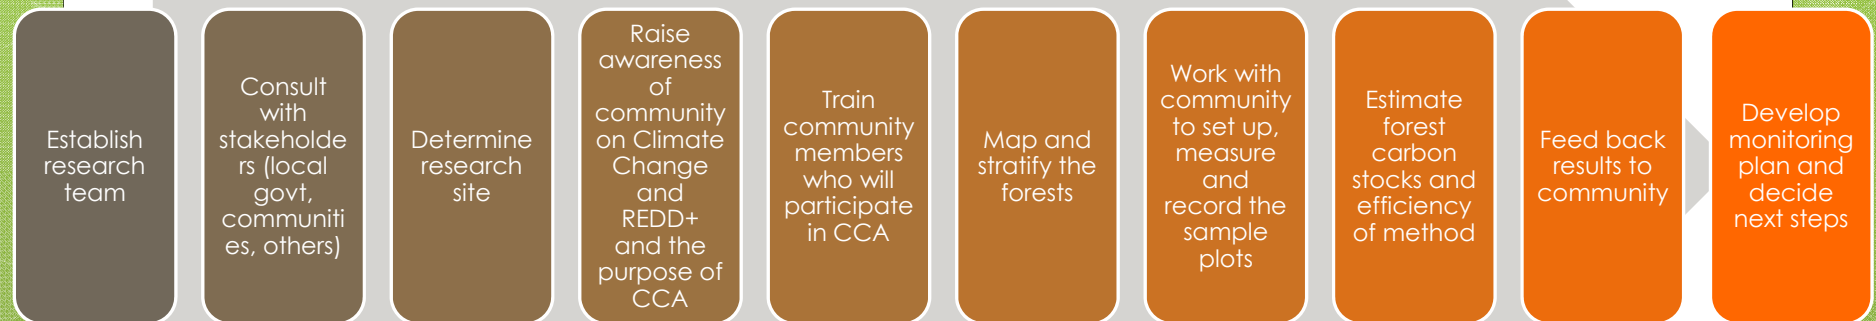 Establish
research
team
Consult
with
stakeholde
rs (local
govt,
communiti
es, others)
Determine
research
site
Raise
awareness
of
community
on Climate
Change
and
REDD+
and the
purpose of
CCA
Train
community
members
who will
participate
in CCA
Map and
stratify the
forests
Work with
community
to set up,
measure
and
record the
sample
plots
Estimate
forest
carbon
stocks and
efficiency
of method
Feed back
results to
community
Develop
monitoring
plan and
decide
next steps